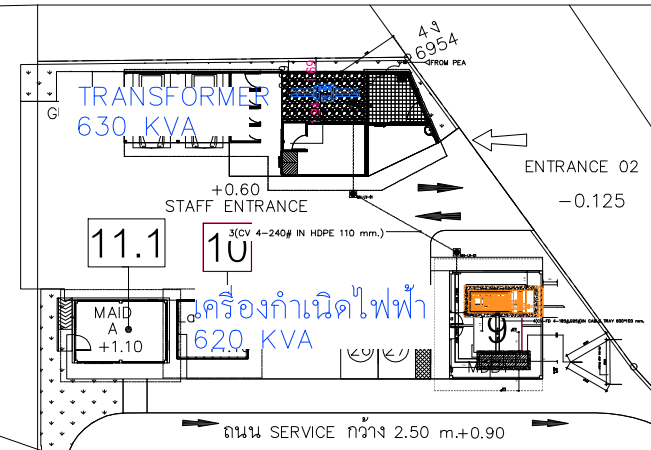 4ง
6954
FROM PEA
TRANSFORMER
630 KVA
G
ENTRANCE 02
-0.125
+0.60
STAFF ENTRANCE
3(CV 4-240# IN HDPE 110 mm.)
11.1
10
MAID
A
+1.10
เครื่องกำเนิดไฟฟ้า
620 KVA
26
27
9
MDB1
ถนน SERVICE กว้าง 2.50 m.+0.90